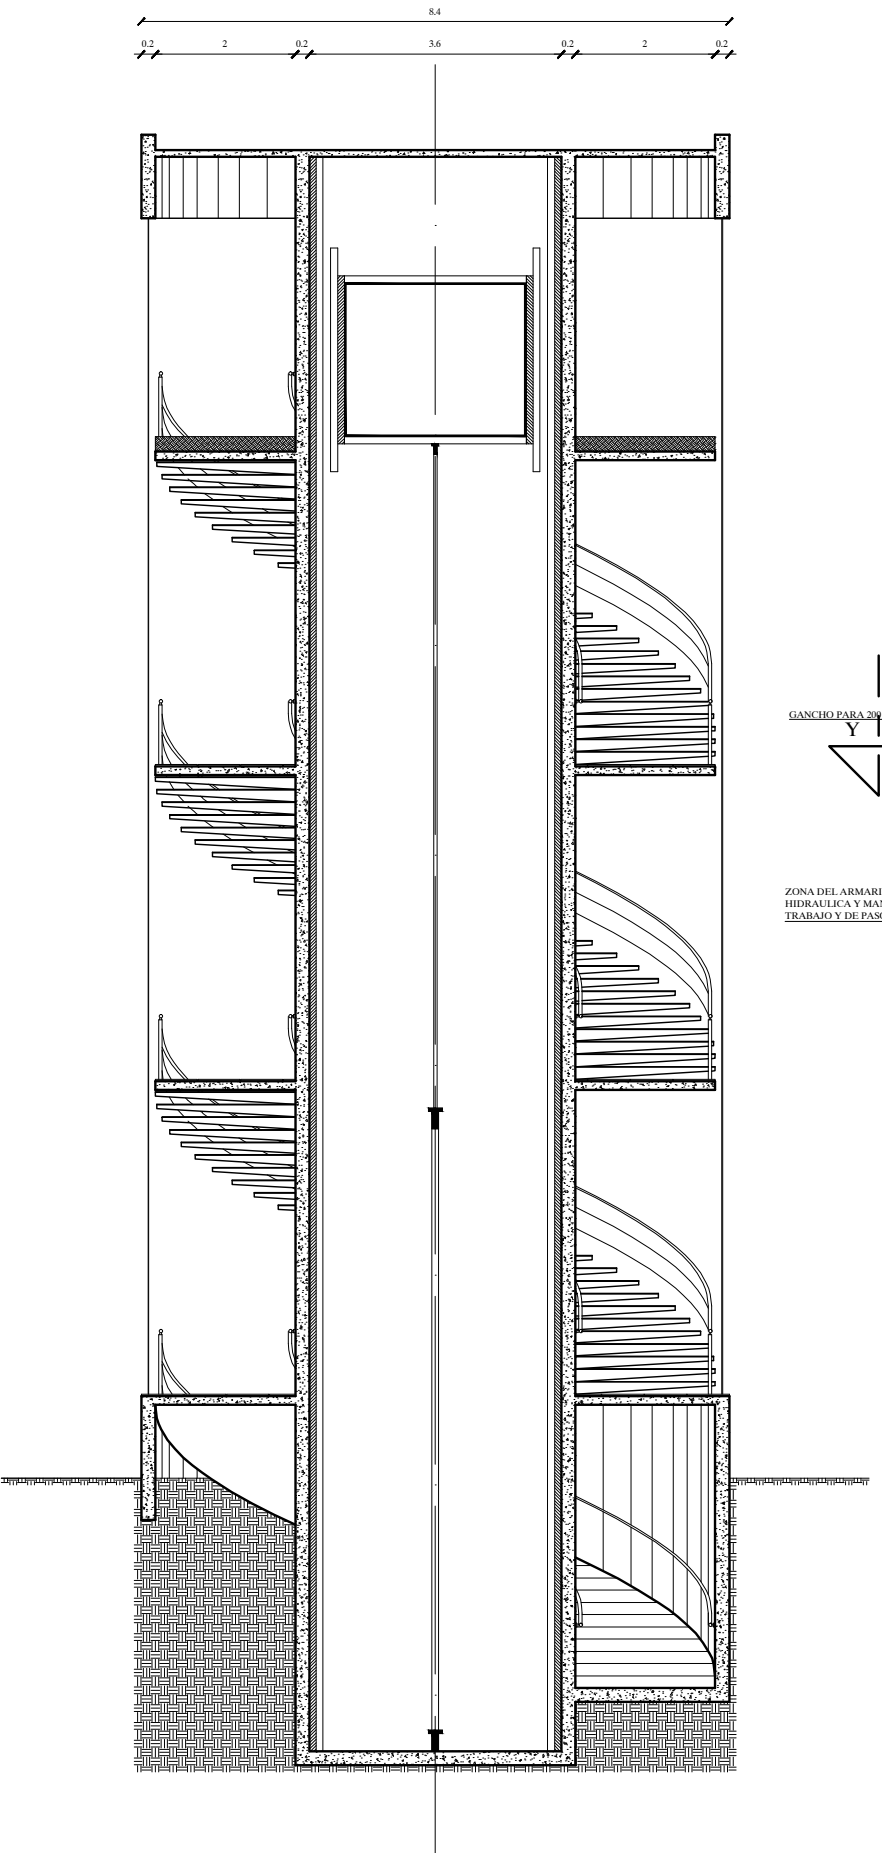 8.4
0.2 2 0.2 3.6 0.2 2 0.2
GANCHO PARA 200
Y
ZONA DEL ARMARI
HIDRAULICA Y MA
TRABAJO Y DE PAS